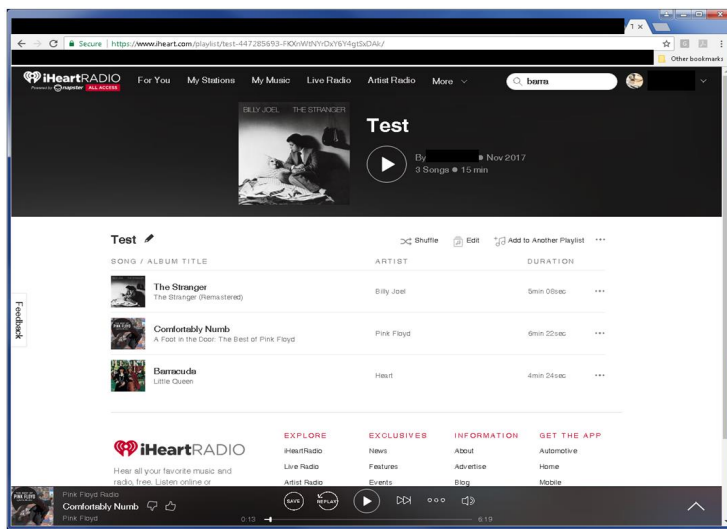 Secure | https://www.iheart.com/playlist/test-447285693-FKXnWtNYrDxY6Y4gtSxDAk/
Other bookmarks
iHeartRADIO For You My Stations My Music Live Radio Artist Radio More barra
Powered by napster ALL ACCESS
BILLY JOEL THE STRANGER
Test
By Nov 2017
3 Songs 15 min
Test Shuffle Edit Add to Another Playlist
SONG / ALBUM TITLE ARTIST DURATION
The Stranger
The Stranger (Remastered)
Billy Joel 5min 08sec
Comfortably Numb
A Foot in the Door: The Best of Pink Floyd
Pink Floyd 6min 22sec
Barracuda
Little Queen
Heart 4min 24sec
Feedback
iHeartRADIO
Hear all your favorite music and
radio, free. Listen online or
EXPLORE EXCLUSIVES INFORMATION GET THE APP
iHeartRadio News About Automotive
Live Radio Features Advertise Home
Artist Radio Events Blog Mobile
Pink Floyd Radio
Comfortably Numb
Pink Floyd
SAVE REPLAY
0:13 6:19